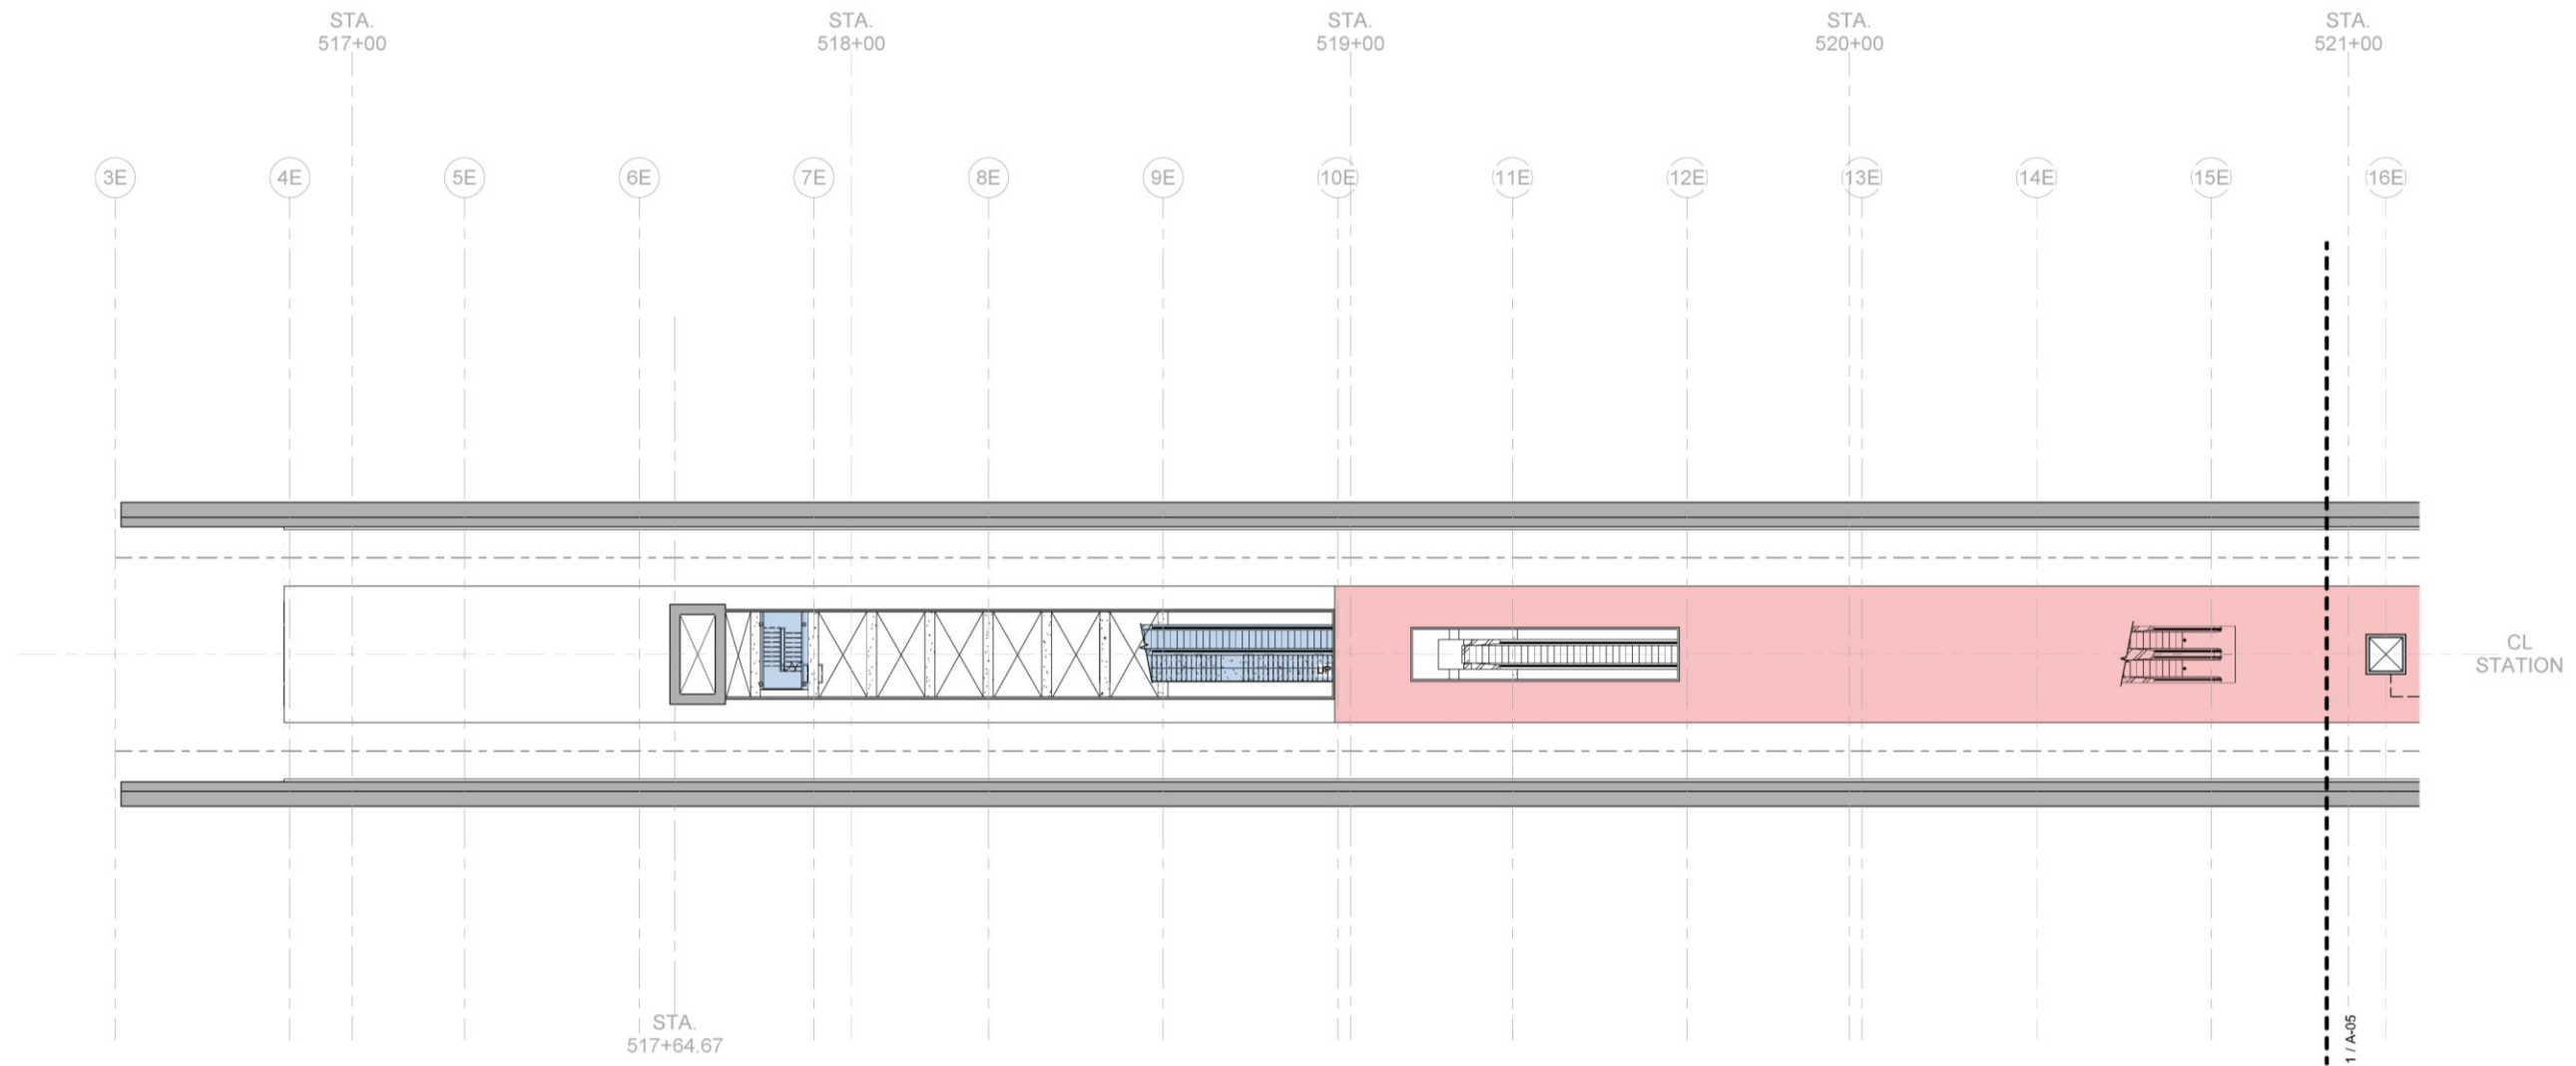 STA.
517+00
STA.
518+00
STA.
519+00
STA.
520+00
STA.
521+00
3E
4E
5E
6E
7E
8E
9E
10E
11E
12E
13E
14E
15E
16E
UP
CL
STATION
STA.
517+64.67
1 / A-05